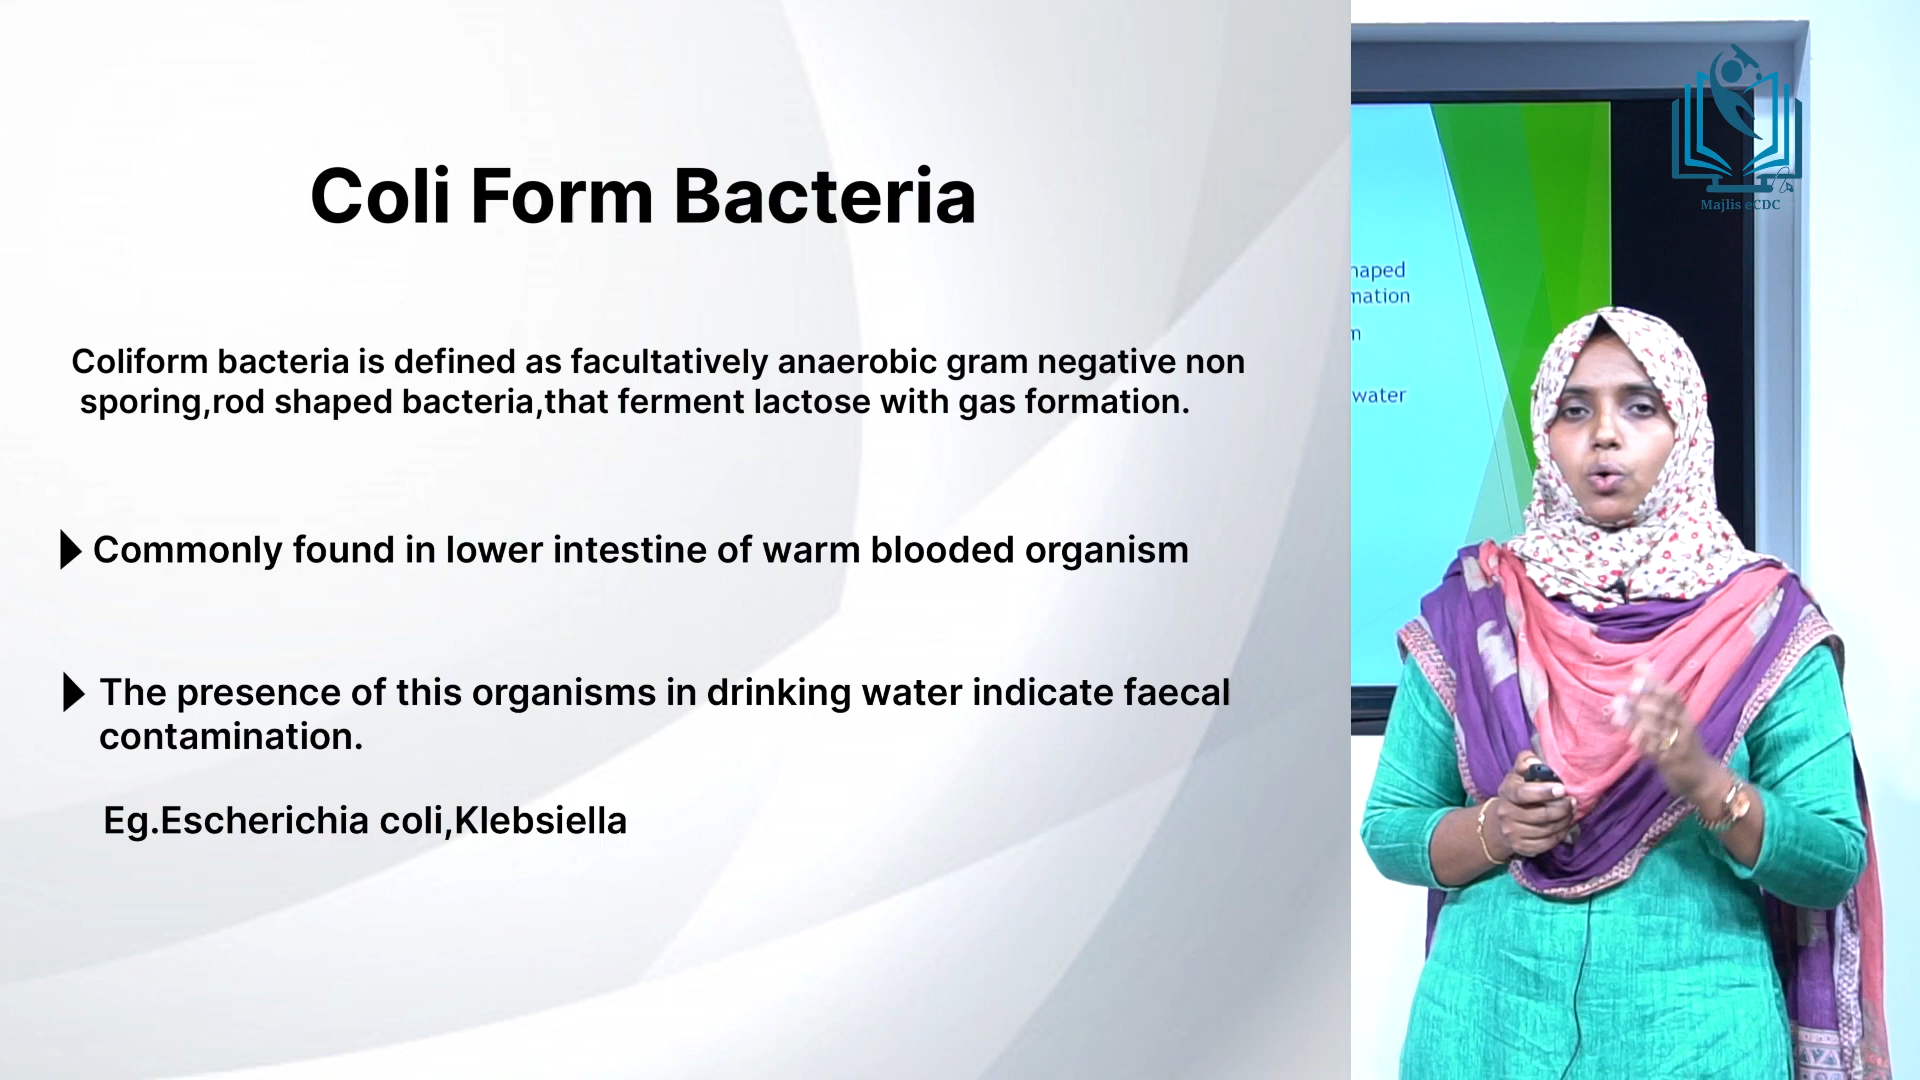 Coli Form Bacteria
Coliform bacteria is defined as facultatively anaerobic gram negative non
sporing,rod shaped bacteria,that ferment lactose with gas formation.
Commonly found in lower intestine of warm blooded organism
The presence of this organisms in drinking water indicate faecal
contamination.
Eg.Escherichia coli,Klebsiella
Majlis eCDC
haped
mation
m
water